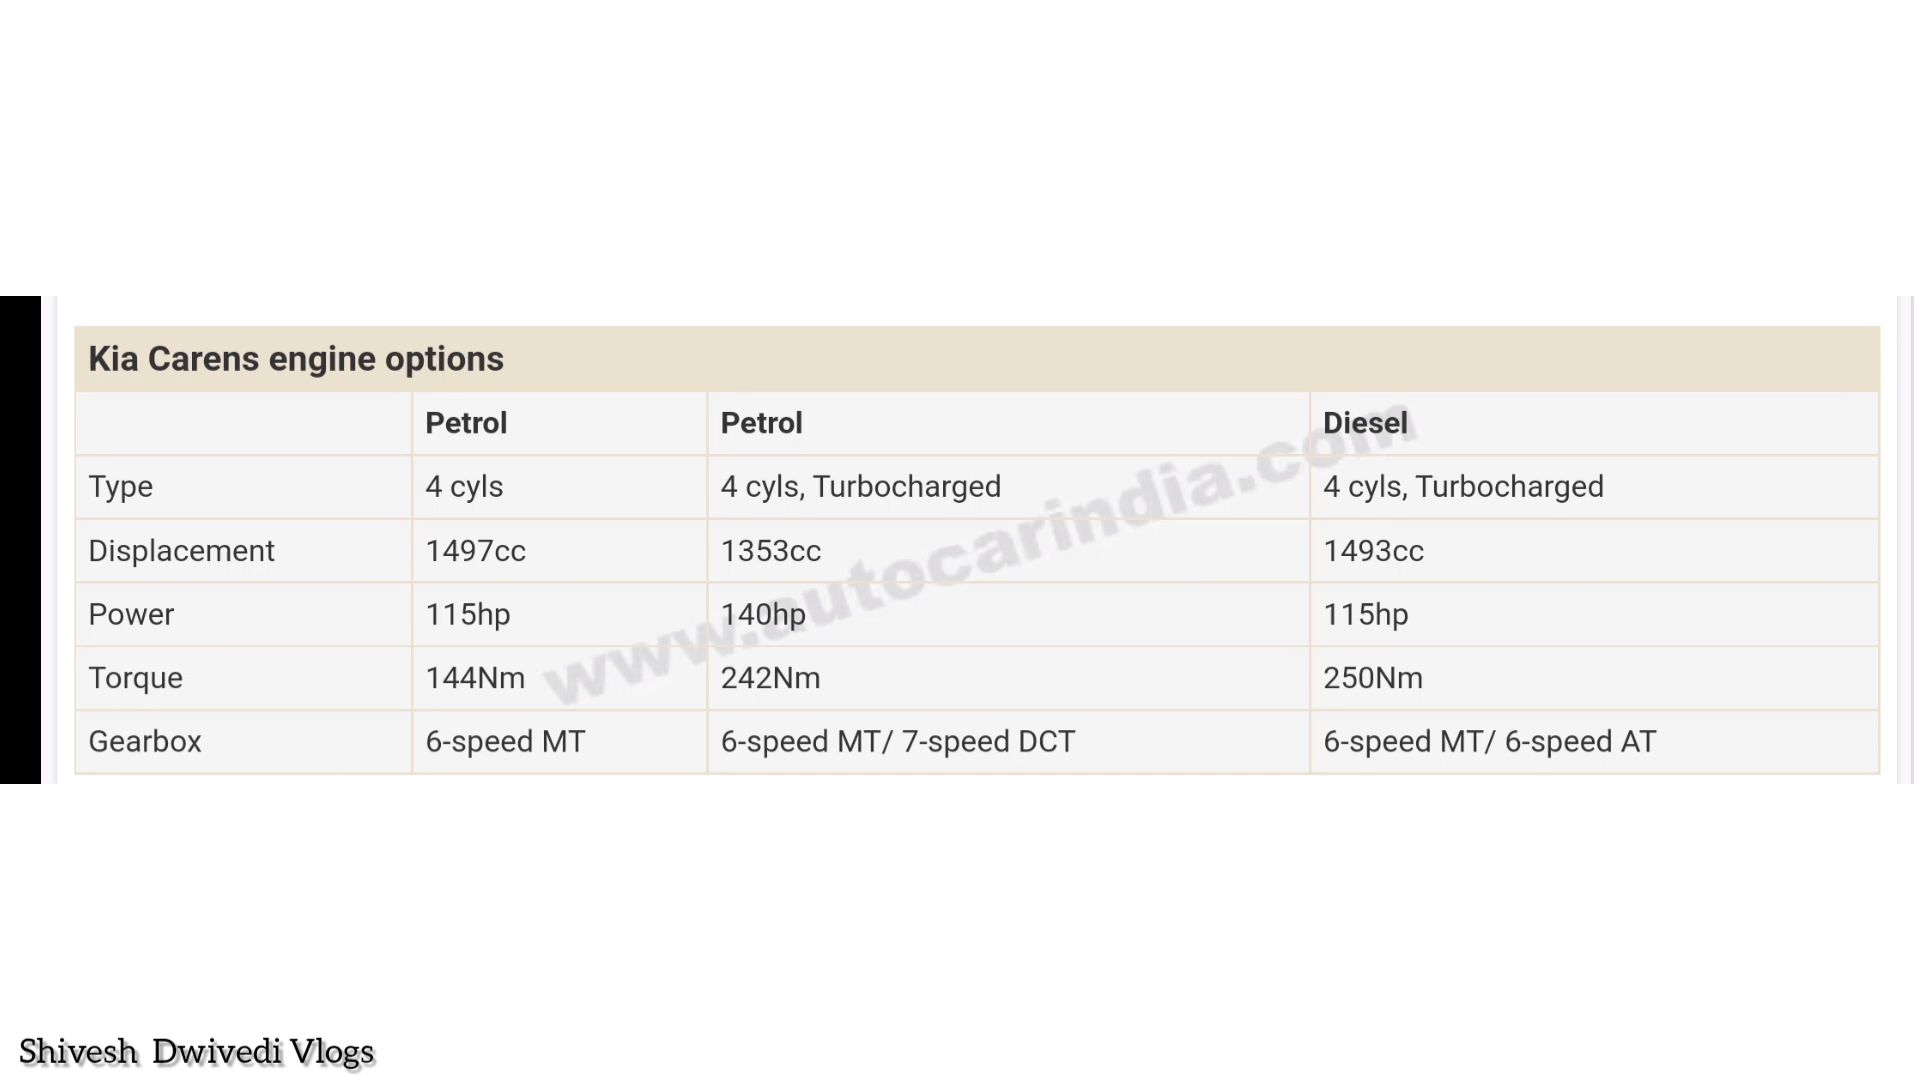 Kia Carens engine options
Petrol Petrol Diesel
Type 4 cyls 4 cyls, Turbocharged 4 cyls, Turbocharged
Displacement 1497cc 1353cc 1493cc
Power 115hp 140hp 115hp
Torque 144Nm 242Nm 250Nm
Gearbox 6-speed MT 6-speed MT/ 7-speed DCT 6-speed MT/ 6-speed AT
www.autocarindia.com
Shivesh Dwivedi Vlogs